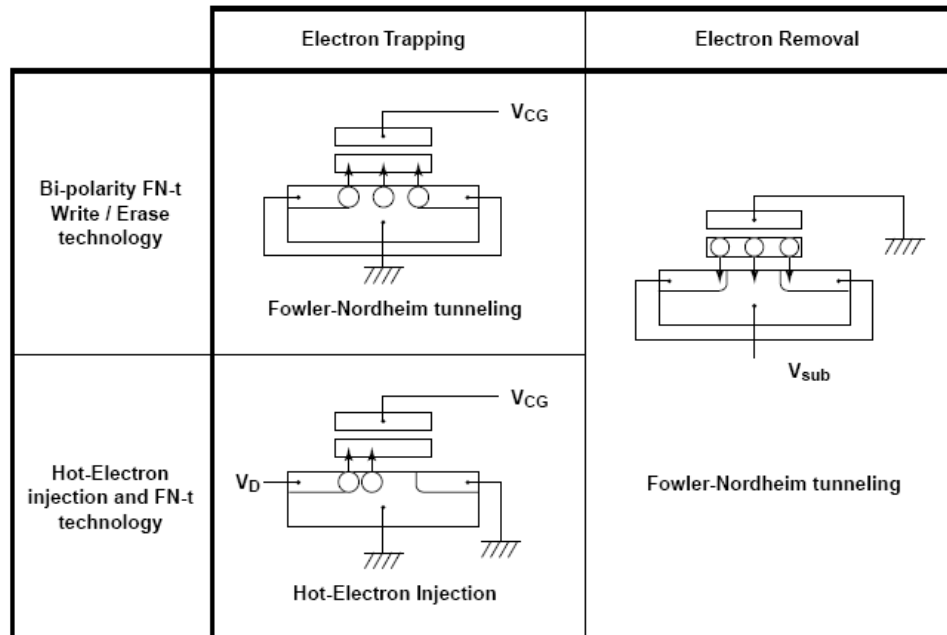 Electron Trapping
Electron Removal
Bi-polarity FN-t
Write / Erase
technology
VCG
Fowler-Nordheim tunneling
Vsub
Fowler-Nordheim tunneling
Hot-Electron
injection and FN-t
technology
VCG
VD
Hot-Electron Injection